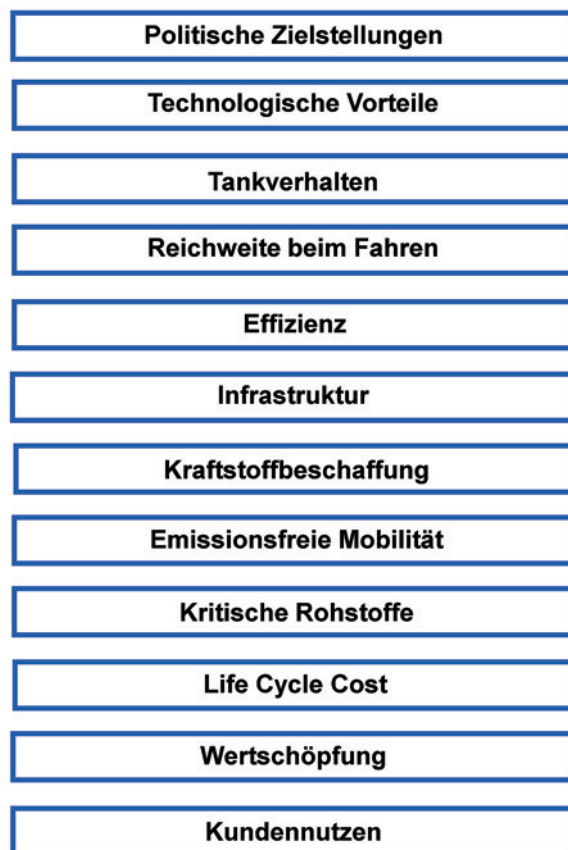 Politische Zielstellungen
Technologische Vorteile
Tankverhalten
Reichweite beim Fahren
Effizienz
Infrastruktur
Kraftstoffbeschaffung
Emissionsfreie Mobilität
Kritische Rohstoffe
Life Cycle Cost
Wertschöpfung
Kundennutzen